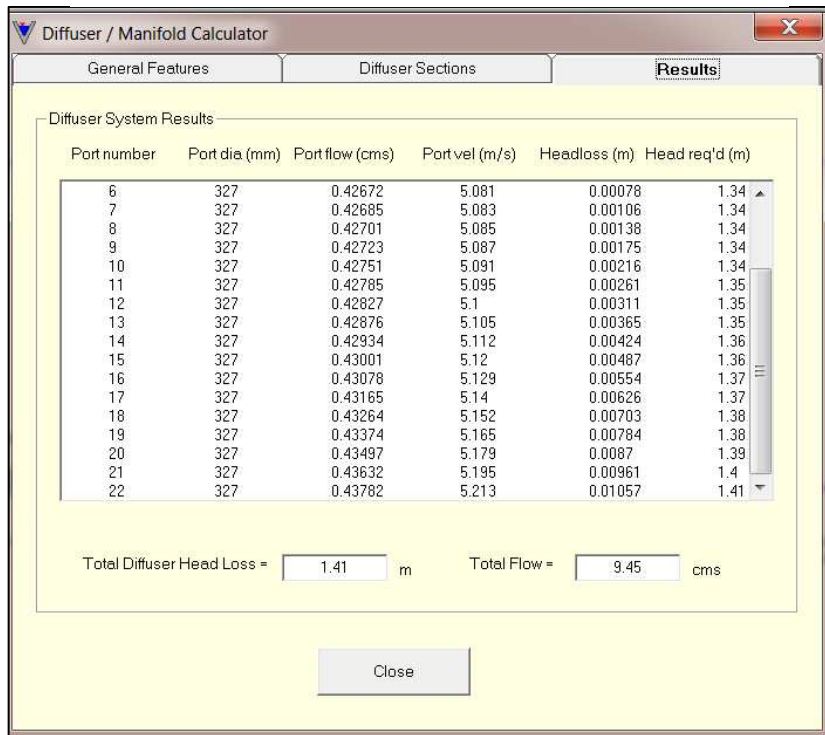 Diffuser / Manifold Calculator
X
General Features Diffuser Sections Results
Diffuser System Results
Port number Port dia (mm) Port flow (cms) Port vel (m/s) Headloss (m) Head req'd (m)
6 327 0.42672 5.081 0.00078 1.34
7 327 0.42685 5.083 0.00106 1.34
8 327 0.42701 5.085 0.00138 1.34
9 327 0.42723 5.087 0.00175 1.34
10 327 0.42751 5.091 0.00216 1.34
11 327 0.42785 5.095 0.00261 1.35
12 327 0.42827 5.1 0.00311 1.35
13 327 0.42876 5.105 0.00365 1.35
14 327 0.42934 5.112 0.00424 1.36
15 327 0.43001 5.12 0.00487 1.36
16 327 0.43078 5.129 0.00554 1.37
17 327 0.43165 5.14 0.00626 1.37
18 327 0.43264 5.152 0.00703 1.38
19 327 0.43374 5.165 0.00784 1.38
20 327 0.43497 5.179 0.0087 1.39
21 327 0.43632 5.195 0.00961 1.4
22 327 0.43782 5.213 0.01057 1.41
Total Diffuser Head Loss = 1.41 m Total Flow = 9.45 cms
Close